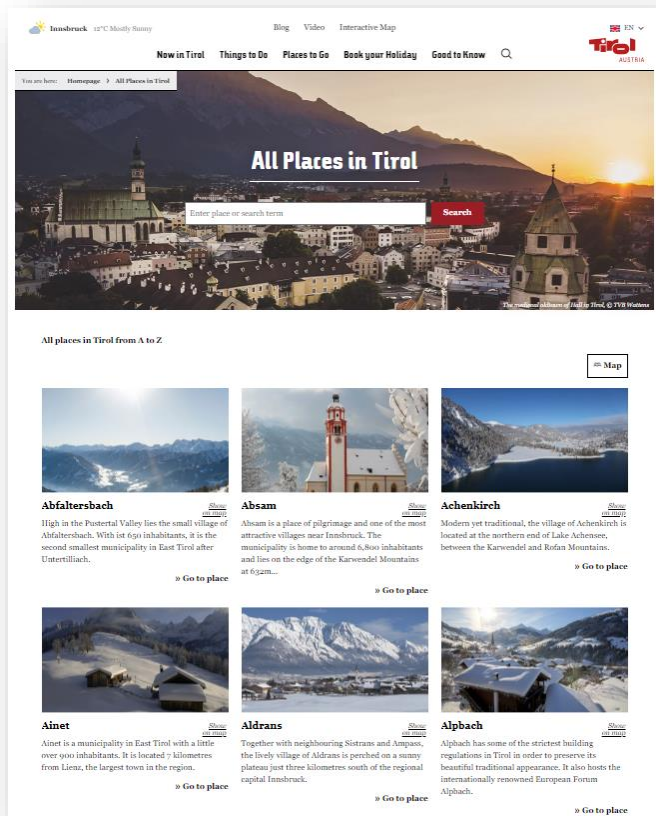 Innsbruck 12°C Mostly Sunny
Blog Video Interactive Map
EN
Now in Tirol Things to Do Places to Go Book your Holiday Good to Know
Tirol
AUSTRIA
You are here: Homepage > All Places in Tirol
All Places in Tirol
Enter place or search term
Search
The medieval oldtown of Hall in Tirol, © TVB Wattens
All places in Tirol from A to Z
Map
Abfaltersbach
Show
on map
High in the Pustertal Valley lies the small village of
Abfaltersbach. With ist 650 inhabitants, it is the
second smallest municipality in East Tirol after
Untertilliach.
» Go to place
Absam
Show
on map
Absam is a place of pilgrimage and one of the most
attractive villages near Innsbruck. The
municipality is home to around 6,800 inhabitants
and lies on the edge of the Karwendel Mountains
at 632m...
» Go to place
Achenkirch
Show
on map
Modern yet traditional, the village of Achenkirch is
located at the northern end of Lake Achensee,
between the Karwendel and Rofan Mountains.
» Go to place
Ainet
Show
on map
Ainet is a municipality in East Tirol with a little
over 900 inhabitants. It is located 7 kilometres
from Lienz, the largest town in the region.
» Go to place
Aldrans
Show
on map
Together with neighbouring Sistrans and Ampass,
the lively village of Aldrans is perched on a sunny
plateau just three kilometres south of the regional
capital Innsbruck.
» Go to place
Alpbach
Show
on map
Alpbach has some of the strictest building
regulations in Tirol in order to preserve its
beautiful traditional appearance. It also hosts the
internationally renowned European Forum
Alpbach.
» Go to place